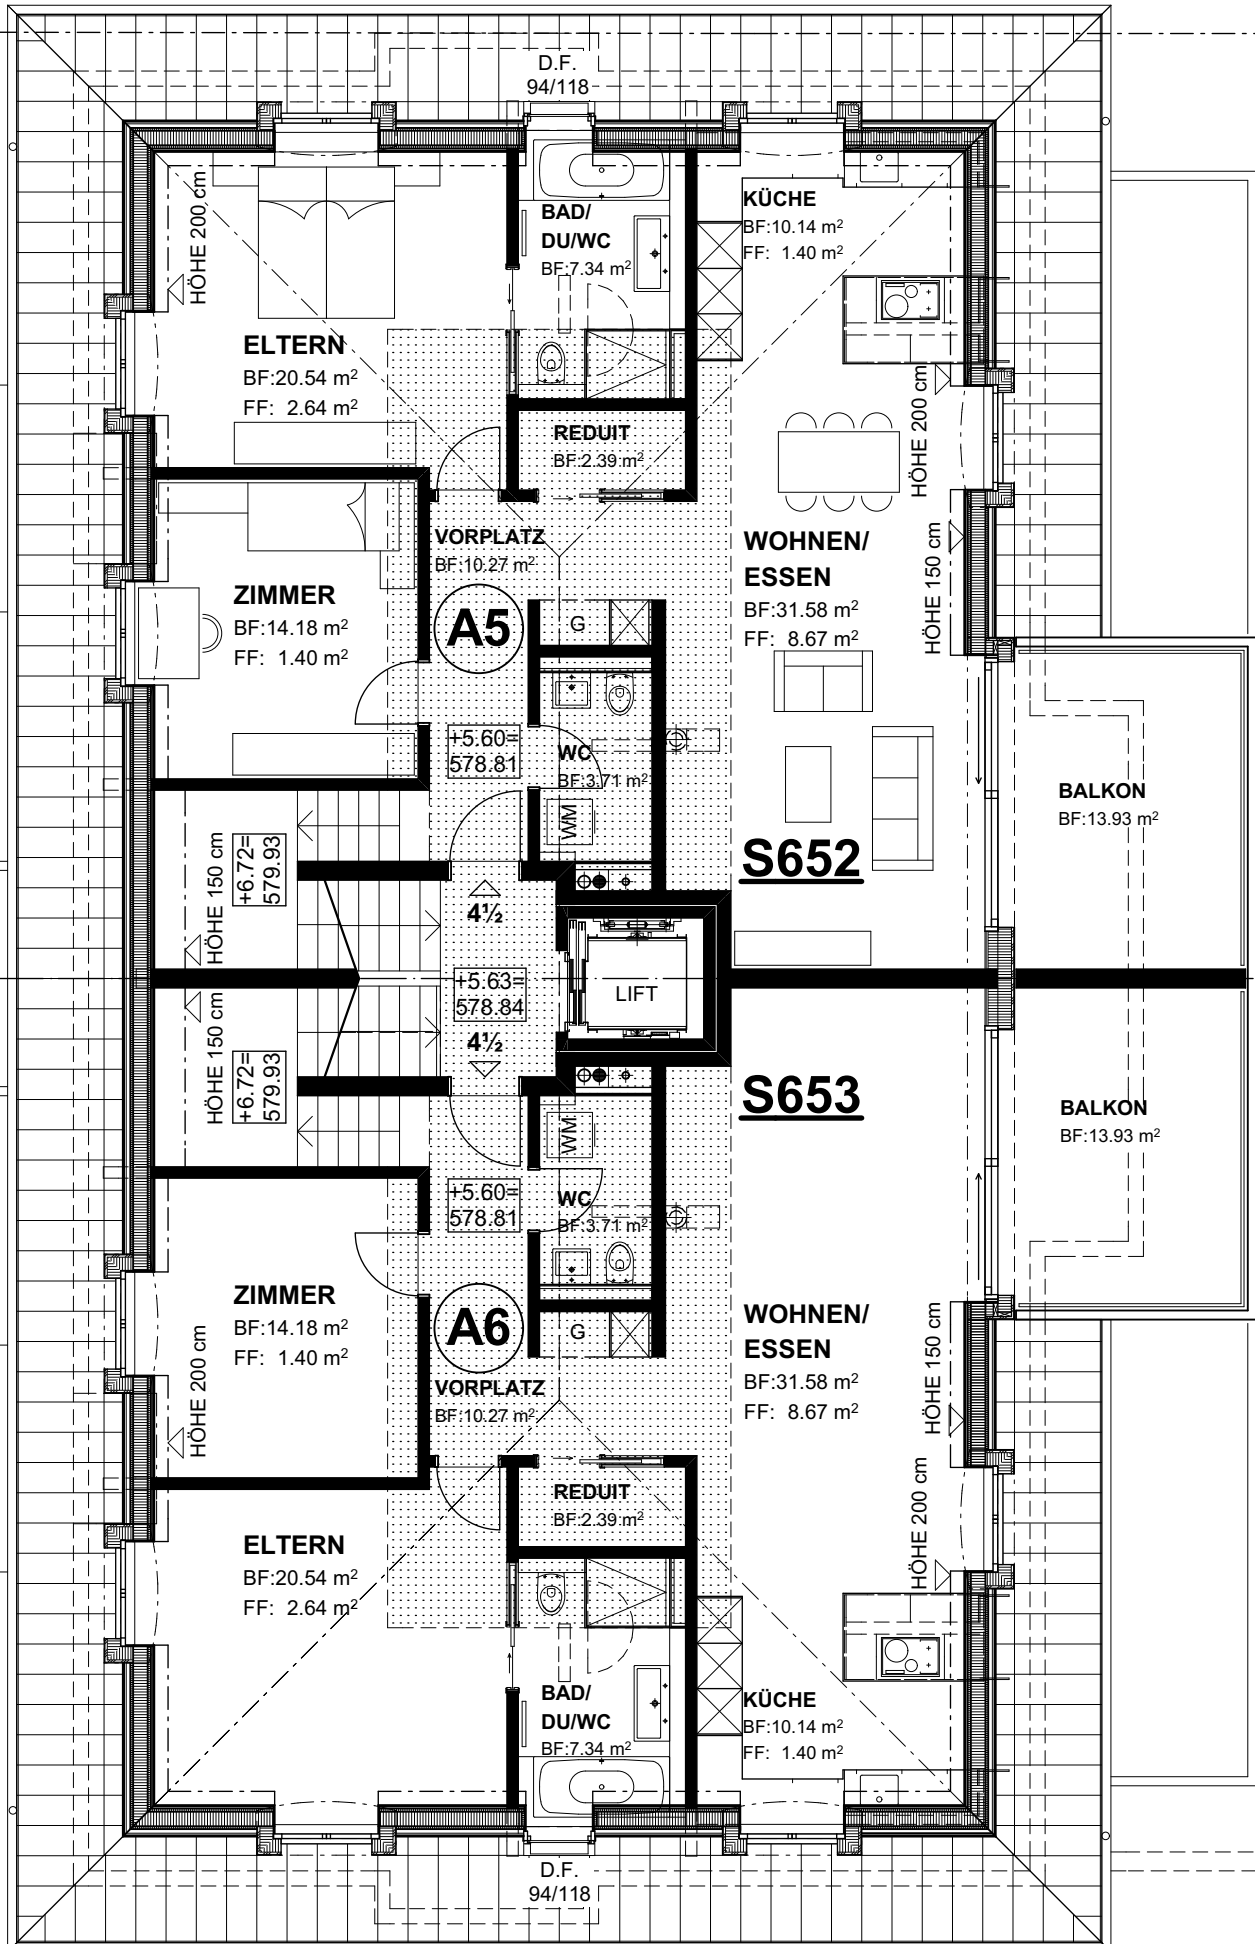 D.F.
94/118
BAD/
DU/WC
BF:7.34 m²
KÜCHE
BF:10.14 m²
FF: 1.40 m²
HÖHE 200 cm
ELTERN
BF:20.54 m²
FF: 2.64 m²
HÖHE 200 cm
REDUIT
BF:2.39 m²
VORPLATZ
BF:10.27 m²
WOHNEN/
ESSEN
BF:31.58 m²
FF: 8.67 m²
HÖHE 150 cm
ZIMMER
BF:14.18 m²
FF: 1.40 m²
A5
G
+5.60=
578.81
WC
BF:3.71 m²
WM
BALKON
BF:13.93 m²
S652
HÖHE 150 cm
+6.72=
579.93
4½
+5.63=
578.84
LIFT
4½
HÖHE 150 cm
+6.72=
579.93
S653
BALKON
BF:13.93 m²
WM
+5.60=
578.81
WC
BF:3.71 m²
ZIMMER
BF:14.18 m²
FF: 1.40 m²
HÖHE 200 cm
A6
G
VORPLATZ
BF:10.27 m²
WOHNEN/
ESSEN
BF:31.58 m²
FF: 8.67 m²
HÖHE 150 cm
REDUIT
BF:2.39 m²
HÖHE 200 cm
ELTERN
BF:20.54 m²
FF: 2.64 m²
BAD/
DU/WC
BF:7.34 m²
KÜCHE
BF:10.14 m²
FF: 1.40 m²
D.F.
94/118